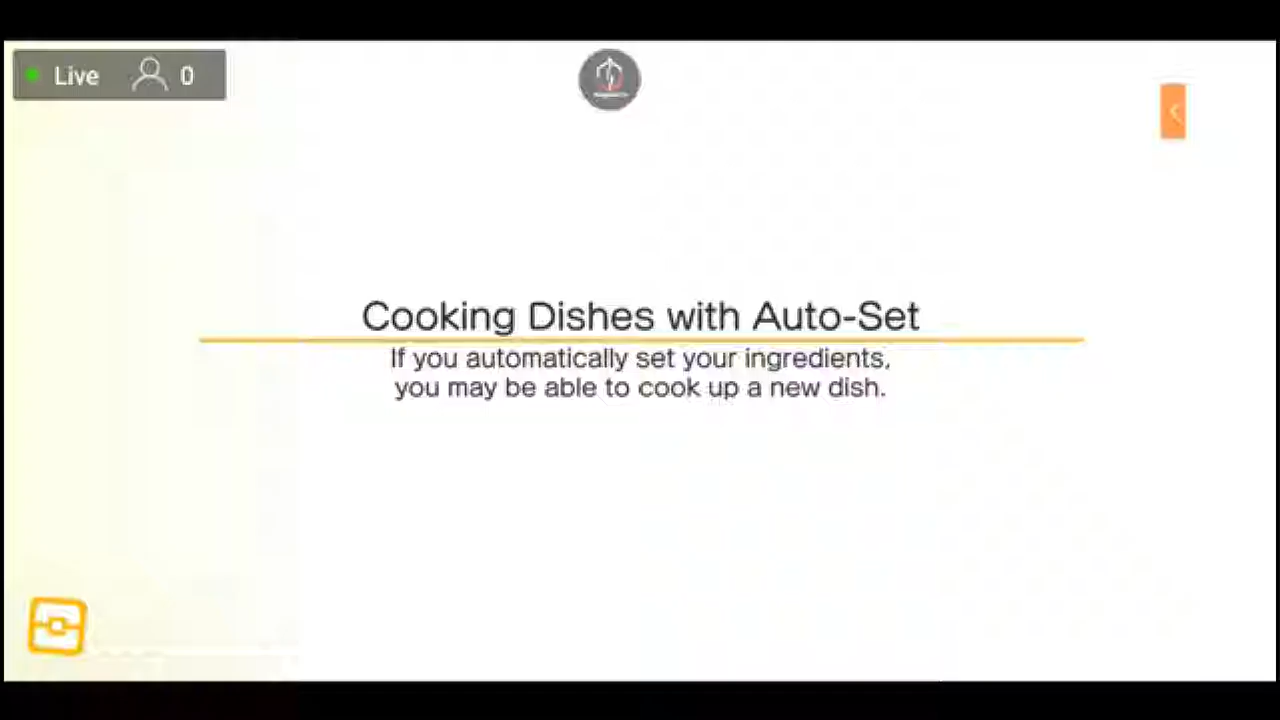 Live 0
Cooking Dishes with Auto-Set
If you automatically set your ingredients,
you may be able to cook up a new dish.